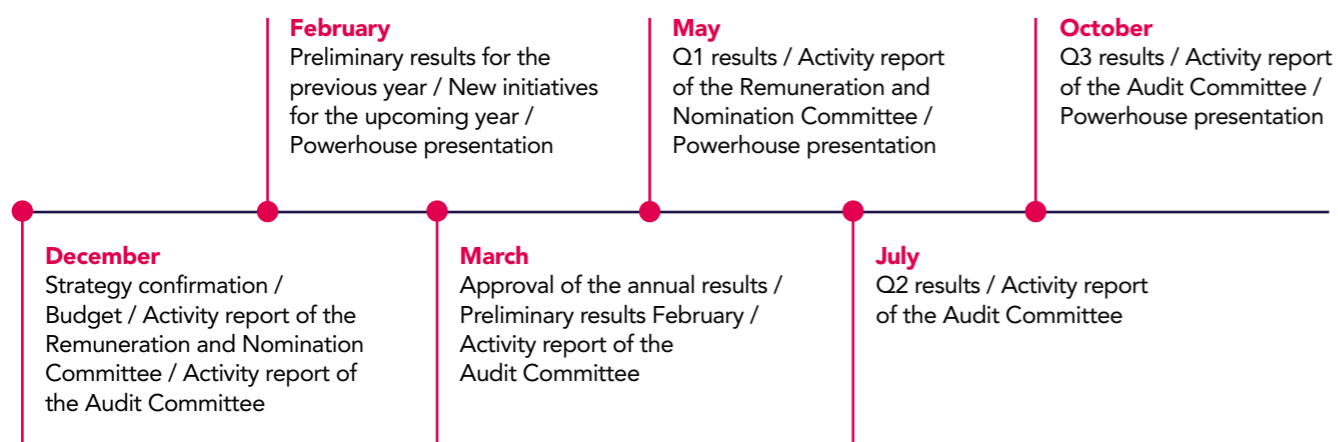 February
Preliminary results for the
previous year / New initiatives
for the upcoming year /
Powerhouse presentation
May
Q1 results / Activity report
of the Remuneration and
Nomination Committee /
Powerhouse presentation
October
Q3 results / Activity report
of the Audit Committee /
Powerhouse presentation
December
Strategy confirmation /
Budget / Activity report of the
Remuneration and Nomination
Committee / Activity report of
the Audit Committee
March
Approval of the annual results /
Preliminary results February /
Activity report of the
Audit Committee
July
Q2 results / Activity report
of the Audit Committee